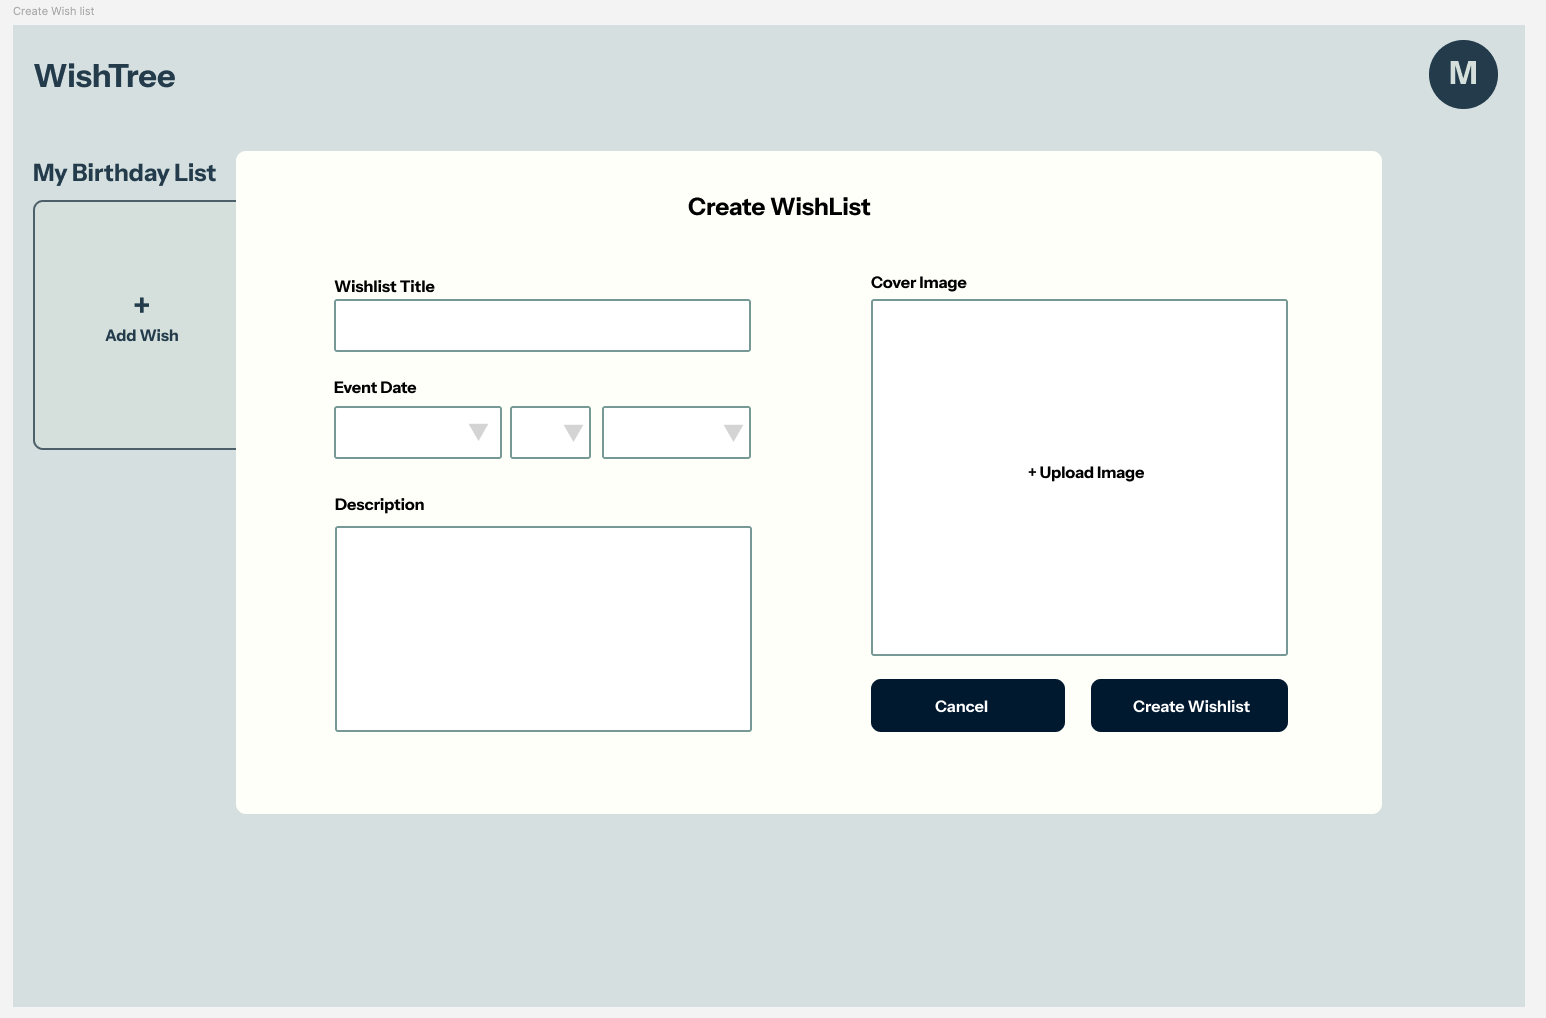 Create Wish list
WishTree
M
My Birthday List
+
Add Wish
Create WishList
Wishlist Title
Event Date
Description
Cover Image
+ Upload Image
Cancel
Create Wishlist